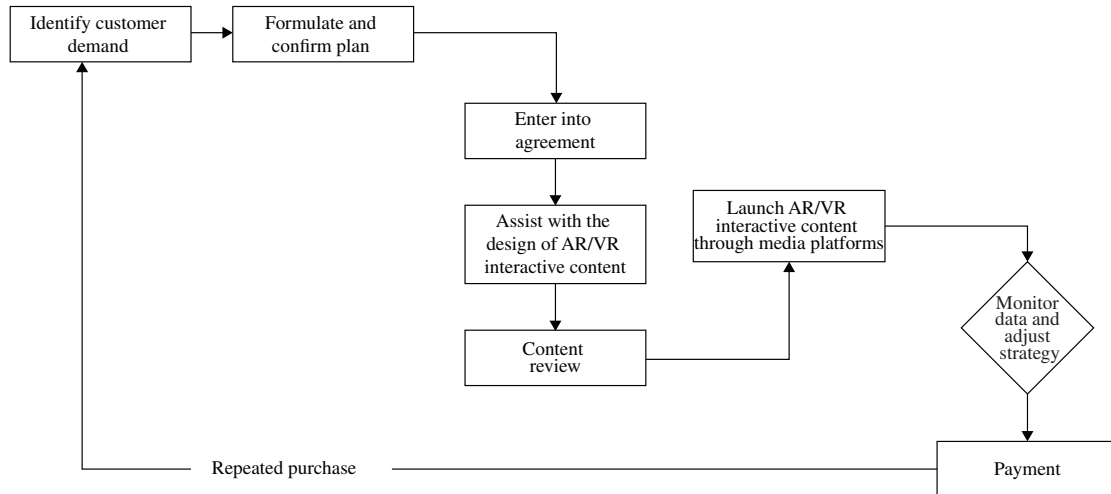 Identify customer
demand
Formulate and
confirm plan
Enter into
agreement
Assist with the
design of AR/VR
interactive content
Content
review
Launch AR/VR
interactive content
through media platforms
Monitor
data and
adjust
strategy
Payment
Repeated purchase